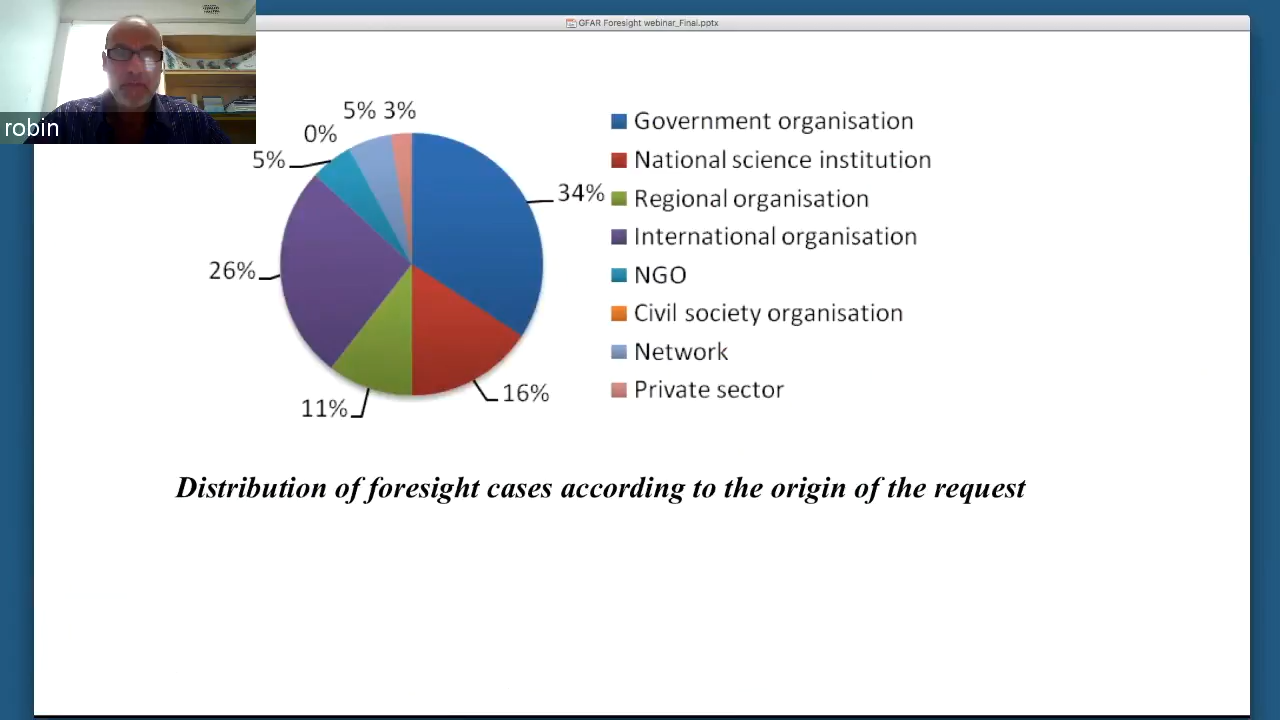 GFAR Foresight webinar_Final.pptx
robin
5% 3%
0%
5%
34%
26%
16%
11%
Government organisation
National science institution
Regional organisation
International organisation
NGO
Civil society organisation
Network
Private sector
Distribution of foresight cases according to the origin of the request